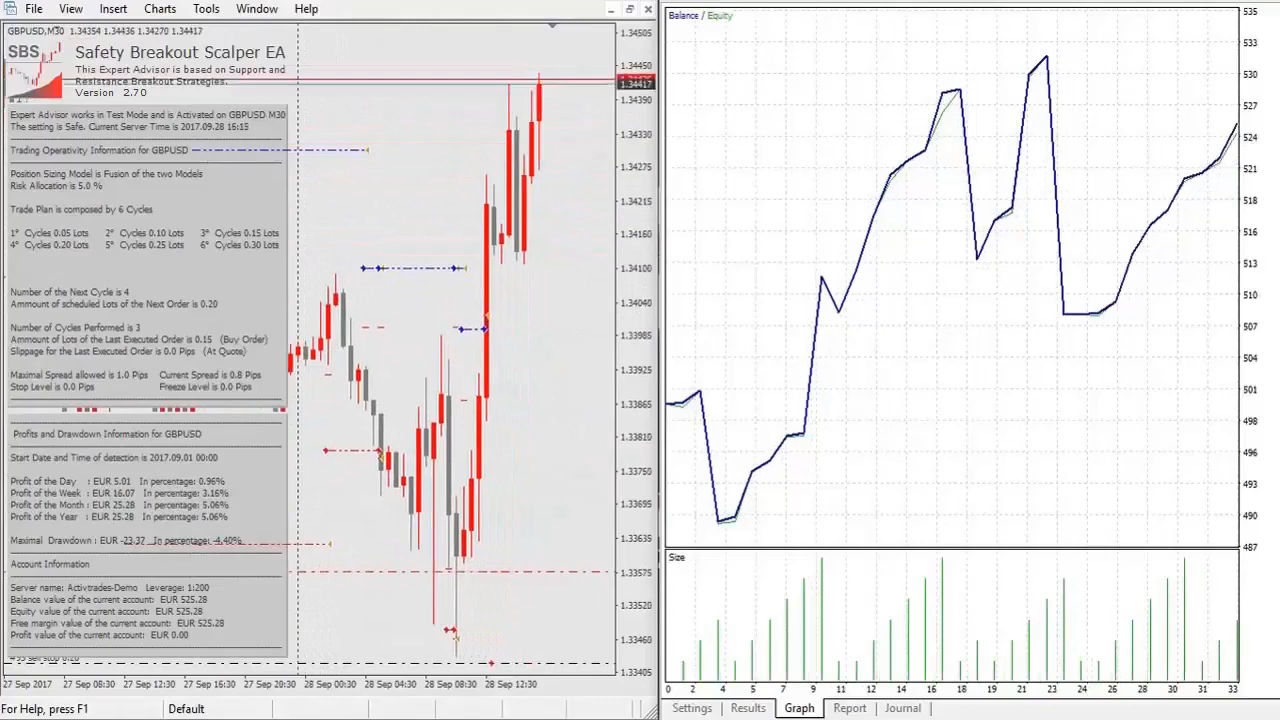 File View Insert Charts Tools Window Help
GBPUSD,M30 1.34354 1.34436 1.34270 1.34417
SBS
Safety Breakout Scalper EA
This Expert Advisor is based on Support and
Resistance Breakout Strategies.
Version 2.70
Expert Advisor works in Test Mode and is Activated on GBPUSD M30
The setting is Safe. Current Server Time is 2017.09.28 16:15
Trading Operativity Information for GBPUSD
Position Sizing Model is Fusion of the two Models
Risk Allocation is 5.0 %
Trade Plan is composed by 6 Cycles
1° Cycles 0.05 Lots 2° Cycles 0.10 Lots 3° Cycles 0.15 Lots
4° Cycles 0.20 Lots 5° Cycles 0.25 Lots 6° Cycles 0.30 Lots
Number of the Next Cycle is 4
Ammount of scheduled Lots of the Next Order is 0.20
Number of Cycles Performed is 3
Ammount of Lots of the Last Executed Order is 0.15 (Buy Order)
Slippage for the Last Executed Order is 0.0 Pips (At Quote)
Maximal Spread allowed is 1.0 Pips Current Spread is 0.8 Pips
Stop Level is 0.0 Pips Freeze Level is 0.0 Pips
Profits and Drawdown Information for GBPUSD
Start Date and Time of detection is 2017.09.01 00:00
Profit of the Day : EUR 5.01 In percentage: 0.96%
Profit of the Week : EUR 16.07 In percentage: 3.16%
Profit of the Month : EUR 25.28 In percentage: 5.06%
Profit of the Year : EUR 25.28 In percentage: 5.06%
Maximal Drawdown : EUR -23.37 In percentage: -4.40%
Account Information
Server name: Activtrades-Demo Leverage: 1:200
Balance value of the current account: EUR 525.28
Equity value of the current account: EUR 525.28
Free margin value of the current account: EUR 525.28
Profit value of the current account: EUR 0.00
1.34505
1.34450
1.34417
1.34390
1.34330
1.34275
1.34215
1.34160
1.34100
1.34040
1.33985
1.33925
1.33865
1.33810
1.33750
1.33695
1.33635
1.33575
1.33520
1.33460
1.33405
27 Sep 2017 27 Sep 08:30 27 Sep 12:30 27 Sep 16:30 27 Sep 20:30 28 Sep 00:30 28 Sep 04:30 28 Sep 08:30 28 Sep 12:30
For Help, press F1 Default
Balance / Equity
535
533
530
527
524
521
518
516
513
510
507
504
501
498
496
493
490
487
Size
0 2 4 5 7 9 11 12 14 16 18 19 21 23 24 26 28 30 31 33
Settings Results Graph Report Journal